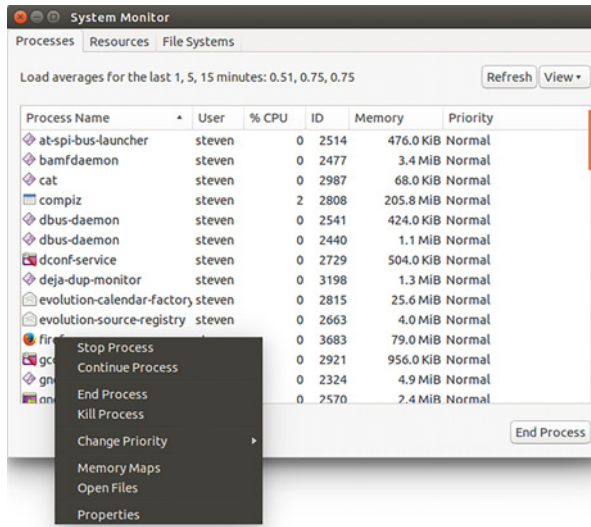 System Monitor
Processes Resources File Systems
Load averages for the last 1, 5, 15 minutes: 0.51, 0.75, 0.75 Refresh View
Process Name User % CPU ID Memory Priority
at-spi-bus-launcher steven 0 2514 476.0 KiB Normal
bamfdaemon steven 0 2477 3.4 MiB Normal
cat steven 0 2987 68.0 KiB Normal
compiz steven 2 2808 205.8 MiB Normal
dbus-daemon steven 0 2541 424.0 KiB Normal
dbus-daemon steven 0 2440 1.1 MiB Normal
dconf-service steven 0 2729 504.0 KiB Normal
deja-dup-monitor steven 0 3198 1.3 MiB Normal
evolution-calendar-factory steven 0 2815 25.6 MiB Normal
evolution-source-registry steven 0 2663 4.0 MiB Normal
0 3683 79.0 MiB Normal
0 2921 956.0 KiB Normal
0 2324 4.9 MiB Normal
0 2570 2.4 MiB Normal
Stop Process
Continue Process
End Process
Kill Process
Change Priority
Memory Maps
Open Files
Properties
End Process